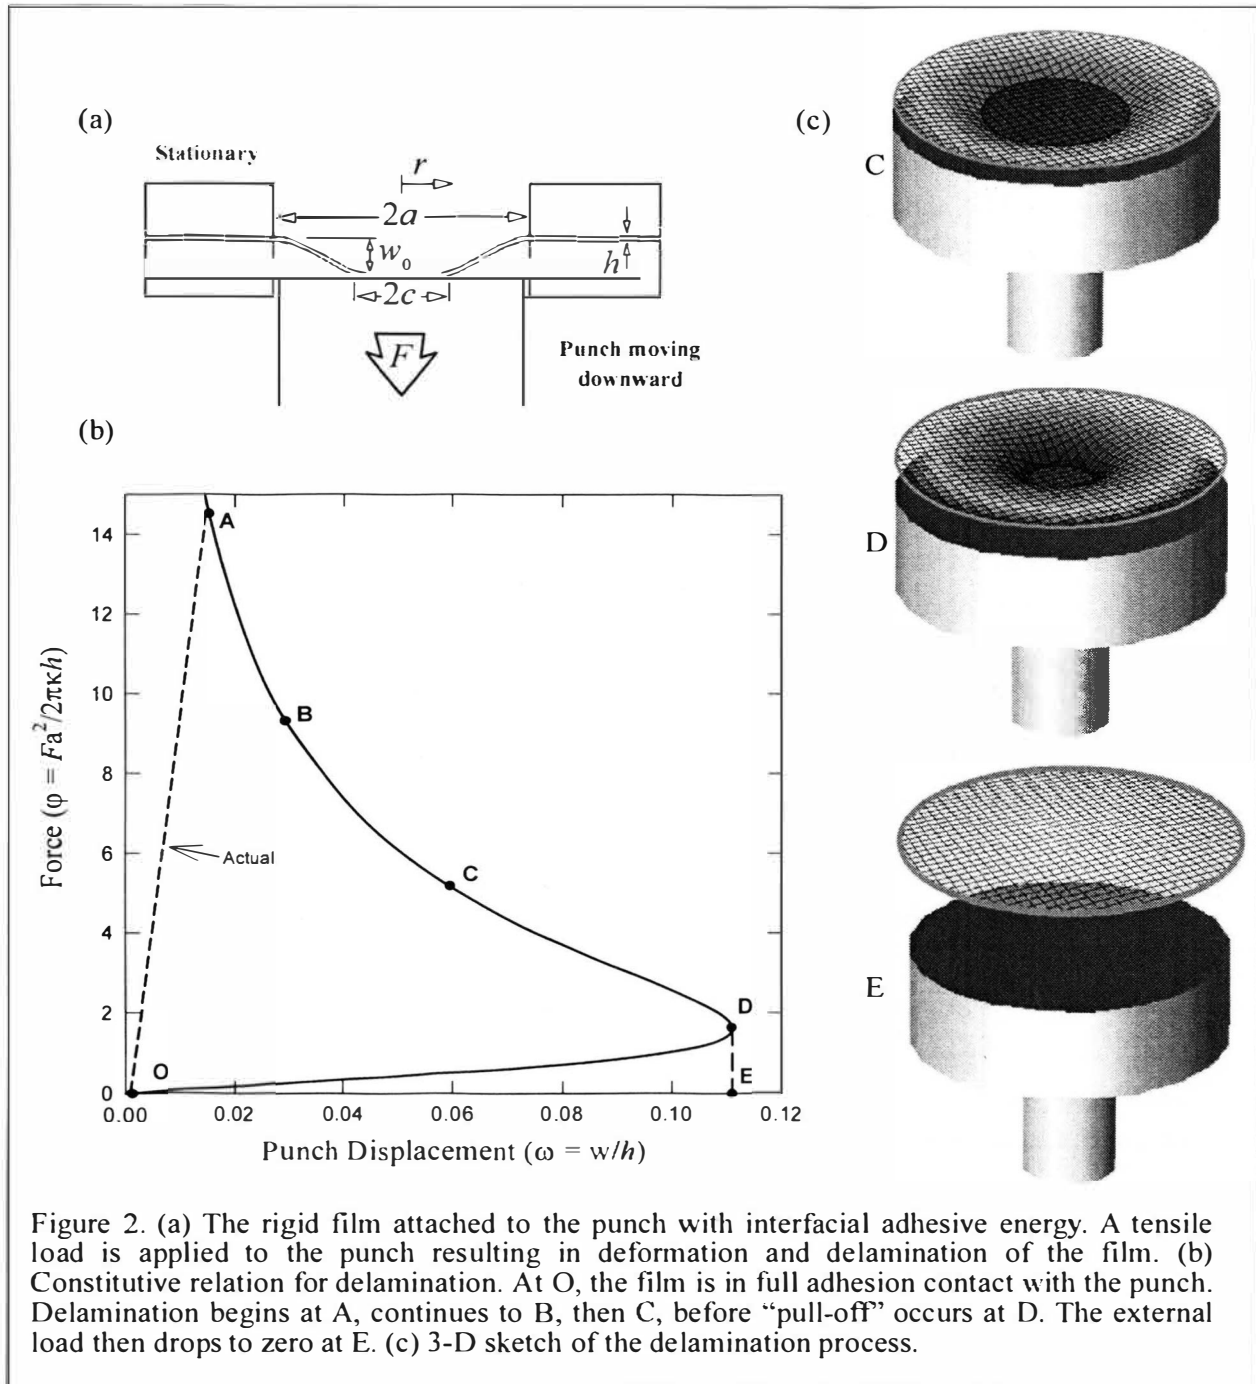 (a)
Stationary
r
2a
w₀
h
2c
F
Punch moving
downward
(b)
Force (φ = Fa²/2πκh)
14
12
10
8
6
4
2
0
A
B
C
D
E
O
Actual
0.00 0.02 0.04 0.06 0.08 0.10 0.12
Punch Displacement (ω = w/h)
(c)
C
D
E
Figure 2. (a) The rigid film attached to the punch with interfacial adhesive energy. A tensile
load is applied to the punch resulting in deformation and delamination of the film. (b)
Constitutive relation for delamination. At O, the film is in full adhesion contact with the punch.
Delamination begins at A, continues to B, then C, before “pull-off” occurs at D. The external
load then drops to zero at E. (c) 3-D sketch of the delamination process.